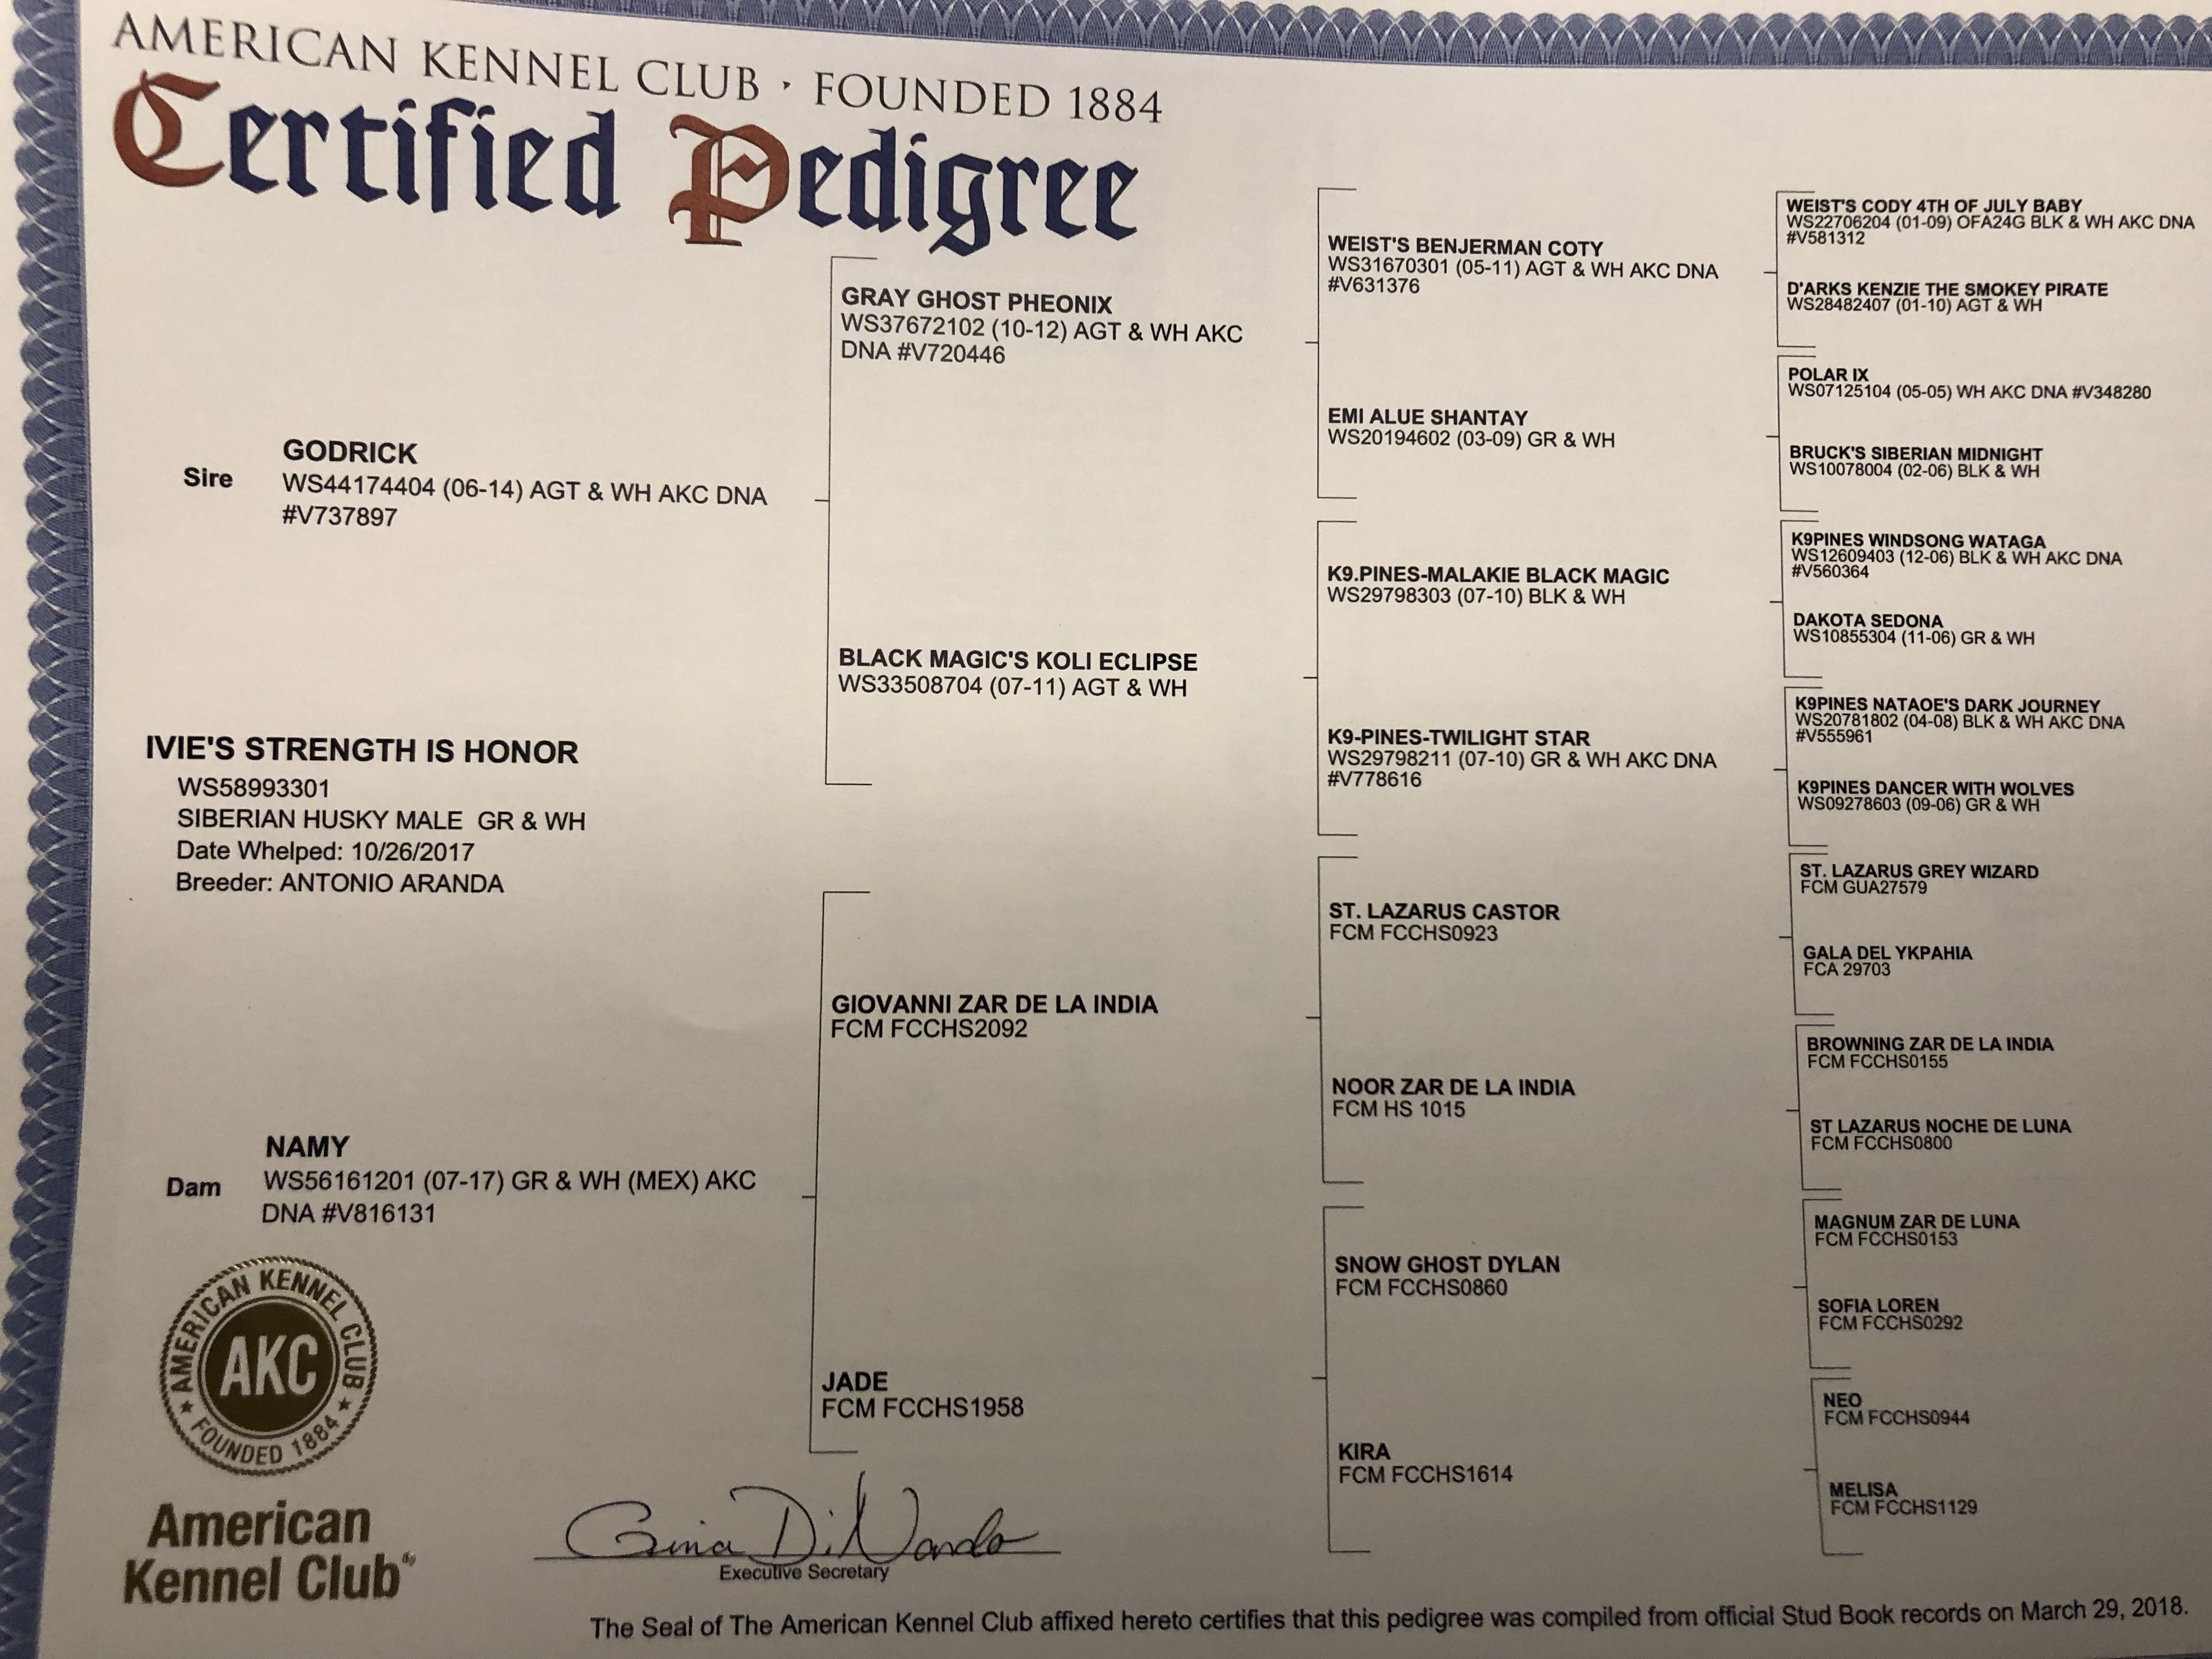 AMERICAN KENNEL CLUB · FOUNDED 1884
Certified Pedigree
Sire
GODRICK
WS44174404 (06-14) AGT & WH AKC DNA
#V737897
IVIE'S STRENGTH IS HONOR
WS58993301
SIBERIAN HUSKY MALE GR & WH
Date Whelped: 10/26/2017
Breeder: ANTONIO ARANDA
Dam
NAMY
WS56161201 (07-17) GR & WH (MEX) AKC
DNA #V816131
GRAY GHOST PHEONIX
WS37672102 (10-12) AGT & WH AKC
DNA #V720446
BLACK MAGIC'S KOLI ECLIPSE
WS33508704 (07-11) AGT & WH
GIOVANNI ZAR DE LA INDIA
FCM FCCHS2092
JADE
FCM FCCHS1958
WEIST'S BENJERMAN COTY
WS31670301 (05-11) AGT & WH AKC DNA
#V631376
EMI ALUE SHANTAY
WS20194602 (03-09) GR & WH
K9.PINES-MALAKIE BLACK MAGIC
WS29798303 (07-10) BLK & WH
K9-PINES-TWILIGHT STAR
WS29798211 (07-10) GR & WH AKC DNA
#V778616
ST. LAZARUS CASTOR
FCM FCCHS0923
NOOR ZAR DE LA INDIA
FCM HS 1015
SNOW GHOST DYLAN
FCM FCCHS0860
KIRA
FCM FCCHS1614
WEIST'S CODY 4TH OF JULY BABY
WS22706204 (01-09) OFA24G BLK & WH AKC DNA
#V581312
D'ARKS KENZIE THE SMOKEY PIRATE
WS28482407 (01-10) AGT & WH
POLAR IX
WS07125104 (05-05) WH AKC DNA #V348280
BRUCK'S SIBERIAN MIDNIGHT
WS10078004 (02-06) BLK & WH
K9PINES WINDSONG WATAGA
WS12609403 (12-06) BLK & WH AKC DNA
#V560364
DAKOTA SEDONA
WS10855304 (11-06) GR & WH
K9PINES NATAOE'S DARK JOURNEY
WS20781802 (04-08) BLK & WH AKC DNA
#V555961
K9PINES DANCER WITH WOLVES
WS09278603 (09-06) GR & WH
ST. LAZARUS GREY WIZARD
FCM GUA27579
GALA DEL YKPAHIA
FCA 29703
BROWNING ZAR DE LA INDIA
FCM FCCHS0155
ST LAZARUS NOCHE DE LUNA
FCM FCCHS0800
MAGNUM ZAR DE LUNA
FCM FCCHS0153
SOFIA LOREN
FCM FCCHS0292
NEO
FCM FCCHS0944
MELISA
FCM FCCHS1129
AMERICAN KENNEL CLUB
AKC
FOUNDED 1884
American
Kennel Club®
Gina DiNardo
Executive Secretary
The Seal of The American Kennel Club affixed hereto certifies that this pedigree was compiled from official Stud Book records on March 29, 2018.